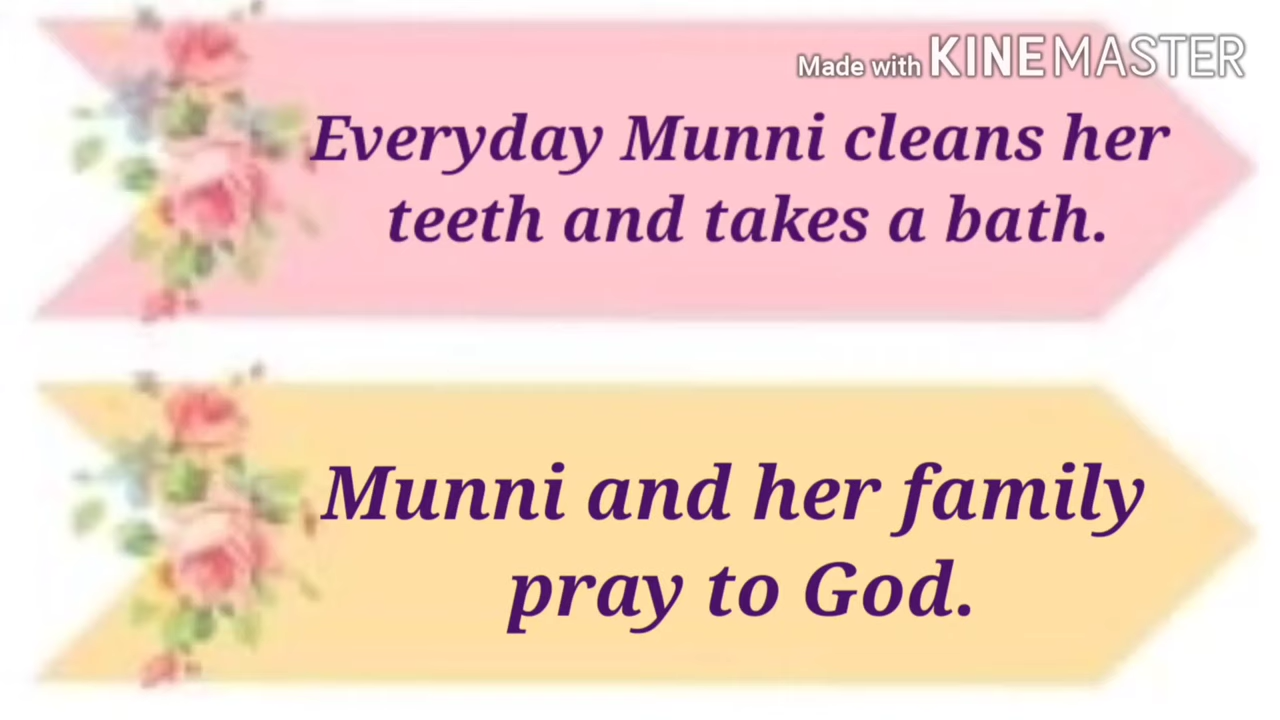 Made with KINEMASTER
Everyday Munni cleans her
teeth and takes a bath.
Munni and her family
pray to God.